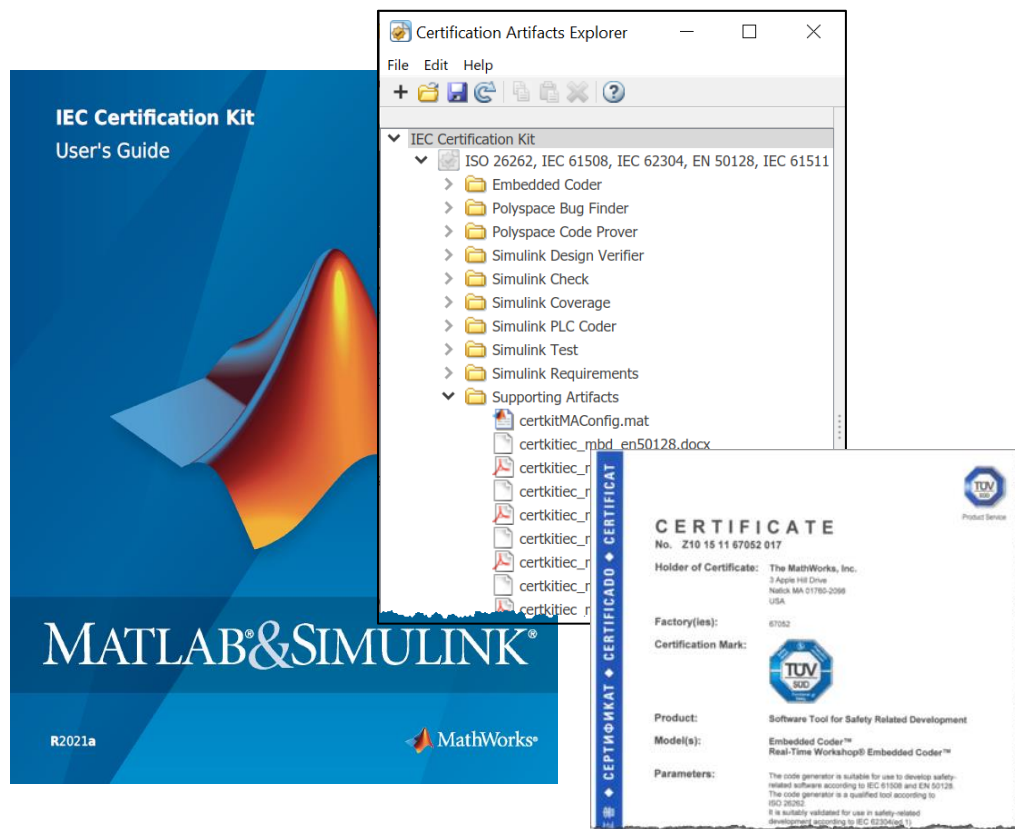 IEC Certification Kit
User's Guide
MATLAB®&SIMULINK®
R2021a
MathWorks®
Certification Artifacts Explorer
File Edit Help
IEC Certification Kit
ISO 26262, IEC 61508, IEC 62304, EN 50128, IEC 61511
Embedded Coder
Polyspace Bug Finder
Polyspace Code Prover
Simulink Design Verifier
Simulink Check
Simulink Coverage
Simulink PLC Coder
Simulink Test
Simulink Requirements
Supporting Artifacts
certkitMAConfig.mat
certkitiec_mbd_en50128.docx
certkitiec_r
certkitiec_r
certkitiec_r
certkitiec_r
certkitiec_r
certkitiec_r
certkitiec_r
СЕРТИФИКАТ ◆ CERTIFICADO ◆ CERTIFICAT
TÜV
SÜD
Product Service
CERTIFICATE
No. Z10 15 11 67052 017
Holder of Certificate: The MathWorks, Inc.
3 Apple Hill Drive
Natick MA 01760-2098
USA
Factory(ies): 67052
Certification Mark:
TÜV
SÜD
Product: Software Tool for Safety Related Development
Model(s): Embedded Coder™
Real-Time Workshop® Embedded Coder™
Parameters: The code generator is suitable for use to develop safety-
related software according to IEC 61508 and EN 50128.
The code generator is a qualified tool according to
ISO 26262.
It is suitably validated for use in safety-related
development according to IEC 62304(ed.1)